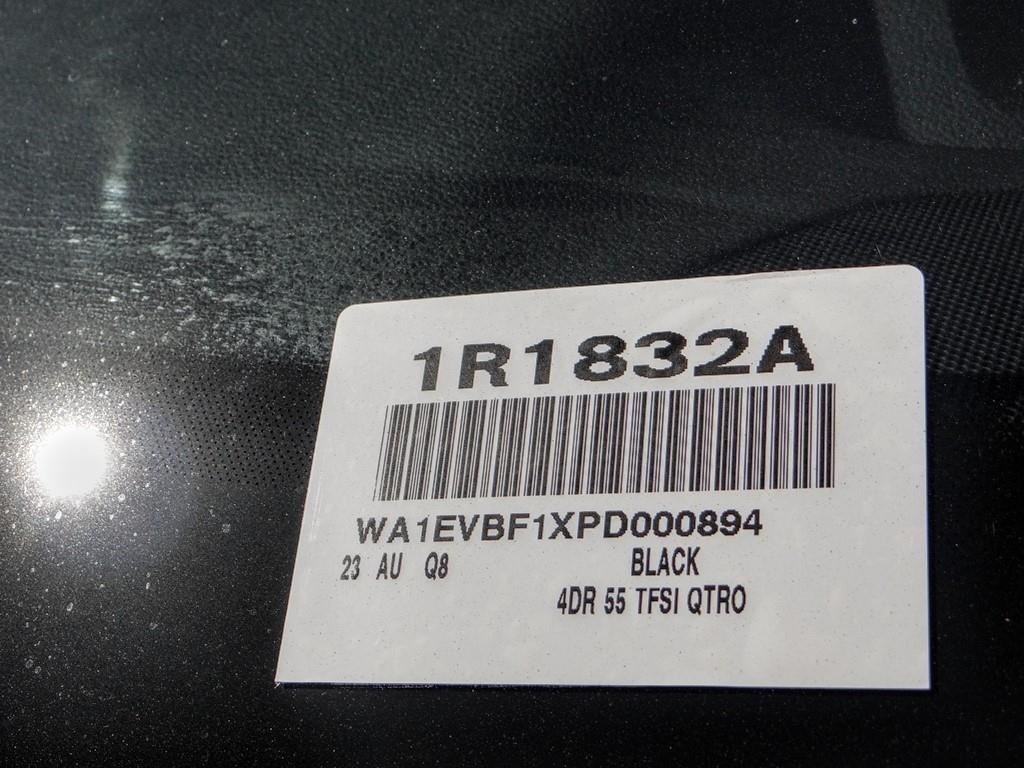 1R1832A
WA1EVBF1XPD000894
23 AU Q8 BLACK
4DR 55 TFSI QTRO